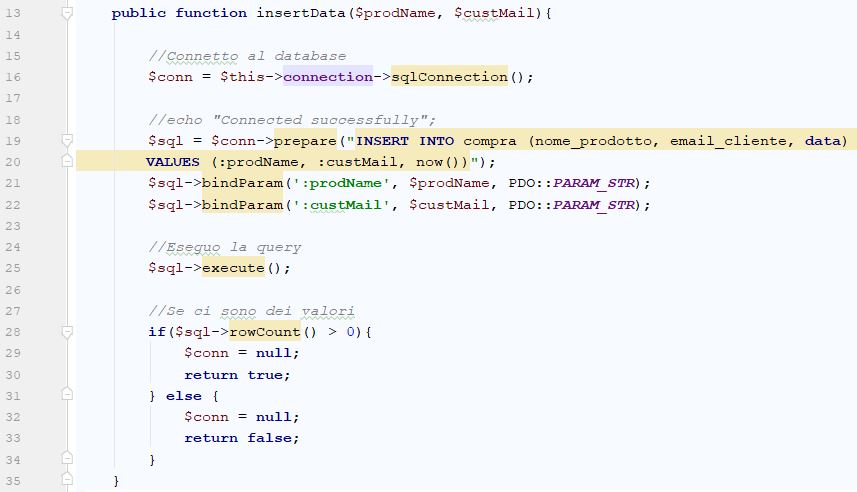 13 public function insertData($prodName, $custMail){
14
15 //Connetto al database
16 $conn = $this->connection->sqlConnection();
17
18 //echo "Connected successfully";
19 $sql = $conn->prepare("INSERT INTO compra (nome_prodotto, email_cliente, data)
20 VALUES (:prodName, :custMail, now())");
21 $sql->bindParam(':prodName', $prodName, PDO::PARAM_STR);
22 $sql->bindParam(':custMail', $custMail, PDO::PARAM_STR);
23
24 //Eseguo la query
25 $sql->execute();
26
27 //Se ci sono dei valori
28 if($sql->rowCount() > 0){
29 $conn = null;
30 return true;
31 } else {
32 $conn = null;
33 return false;
34 }
35 }